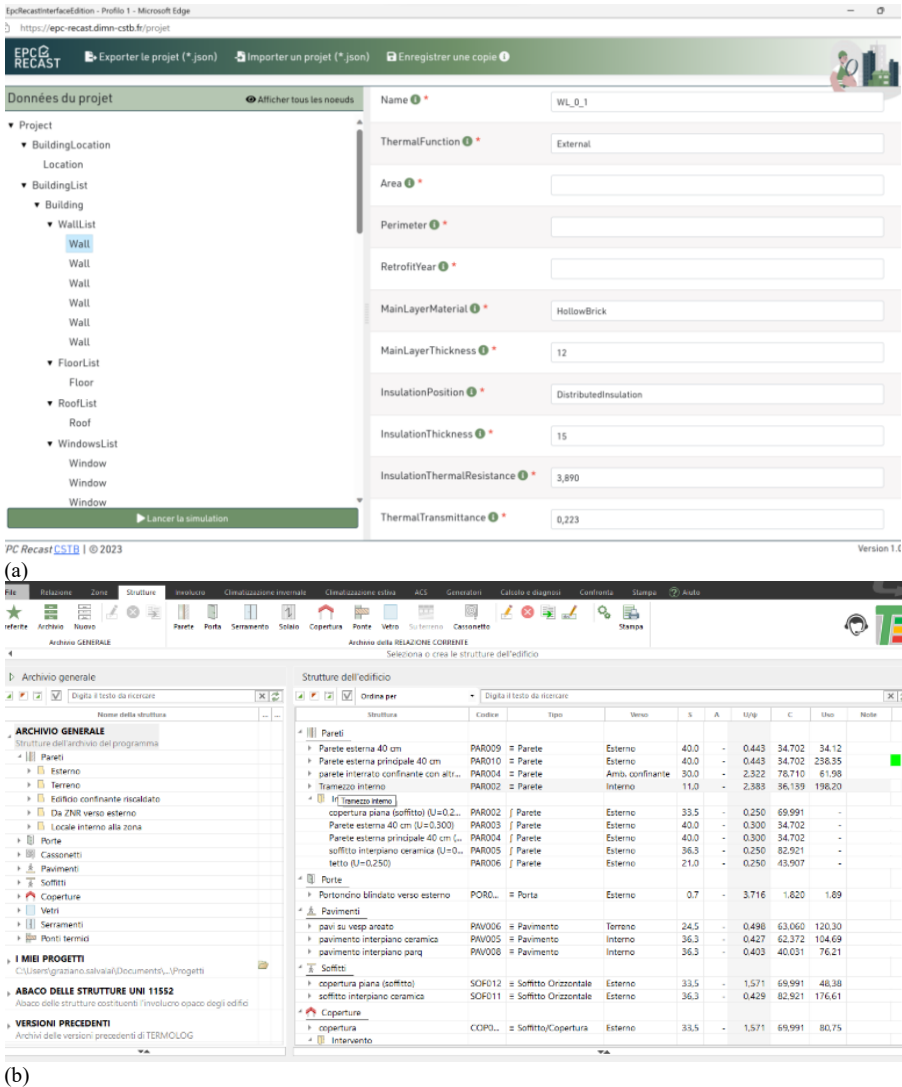 EpcRecastInterfaceEdition - Profilo 1 - Microsoft Edge
https://epc-recast.dimn-cstb.fr/projet
EPC RECAST Exporter le projet (*.json) Importer un projet (*.json) Enregistrer une copie
Données du projet Afficher tous les noeuds
Project
BuildingLocation
Location
BuildingList
Building
WallList
Wall
Wall
Wall
Wall
Wall
Wall
FloorList
Floor
RoofList
Roof
WindowsList
Window
Window
Window
Lancer la simulation
Name * WL_0_1
ThermalFunction * External
Area *
Perimeter *
RetrofitYear *
MainLayerMaterial * HollowBrick
MainLayerThickness * 12
InsulationPosition * DistributedInsulation
InsulationThickness * 15
InsulationThermalResistance * 3,890
ThermalTransmittance * 0,223
EPC Recast CSTB | © 2023 Version 1.0
(a)
File Relazione Zone Strutture Involucro Climatizzazione invernale Climatizzazione estiva ACS Generatori Calcolo e diagnosi Confronta Stampa Aiuto
referite Archivio Nuovo Parete Porta Serramento Solaio Copertura Ponte Vetro Su terreno Cassonetto Stampa
Archivio GENERALE Archivio della RELAZIONE CORRENTE
Seleziona o crea le strutture dell'edificio
Archivio generale
Digita il testo da ricercare
Nome della struttura ... ...
ARCHIVIO GENERALE
Strutture dell'archivio del programma
Pareti
Esterno
Terreno
Edificio confinante riscaldato
Da ZNR verso esterno
Locale interno alla zona
Porte
Cassonetti
Pavimenti
Soffitti
Coperture
Vetri
Serramenti
Ponti termici
I MIEI PROGETTI
C:\Users\graziano.salvalai\Documents\...\Progetti
ABACO DELLE STRUTTURE UNI 11552
Abaco delle strutture costituenti l'involucro opaco degli edifici
VERSIONI PRECEDENTI
Archivi delle versioni precedenti di TERMOLOG
Strutture dell'edificio
Ordina per Digita il testo da ricercare
Struttura Codice Tipo Verso S A U/ψ C Uso Note
Pareti
Parete esterna 40 cm PAR009 Parete Esterno 40.0 - 0.443 34.702 34.12
Parete esterna principale 40 cm PAR010 Parete Esterno 40.0 - 0.443 34.702 238.35
parete interrato confinante con altr... PAR004 Parete Amb. confinante 30.0 - 2.322 78.710 61.98
Tramezzo interno PAR002 Parete Interno 11.0 - 2.383 36,139 198,20
Tramezzo interno
copertura piana (soffitto) (U=0.2... PAR002 Parete Esterno 33.5 - 0.250 69.991 -
Parete esterna 40 cm (U=0.300) PAR003 Parete Esterno 40.0 - 0.300 34.702 -
Parete esterna principale 40 cm (... PAR004 Parete Esterno 40.0 - 0.300 34.702 -
soffitto interpiano ceramica (U=0... PAR005 Parete Esterno 36.3 - 0.250 82.921 -
tetto (U=0,250) PAR006 Parete Esterno 21.0 - 0.250 43.907 -
Porte
Portoncino blindato verso esterno POR0... Porta Esterno 0.7 - 3.716 1.820 1.89
Pavimenti
pavi su vesp areato PAV006 Pavimento Terreno 24.5 - 0.498 63.060 120,30
pavimento interpiano ceramica PAV005 Pavimento Interno 36.3 - 0.427 62.372 104.69
pavimento interpiano parq PAV008 Pavimento Interno 36.3 - 0.403 40.031 76.21
Soffitti
copertura piana (soffitto) SOF012 Soffitto Orizzontale Esterno 33.5 - 1,571 69,991 48.38
soffitto interpiano ceramica SOF011 Soffitto Orizzontale Esterno 36.3 - 0.429 82.921 176,61
Coperture
copertura COP0... Soffitto/Copertura Esterno 33,5 - 1,571 69,991 80,75
Intervento
(b)